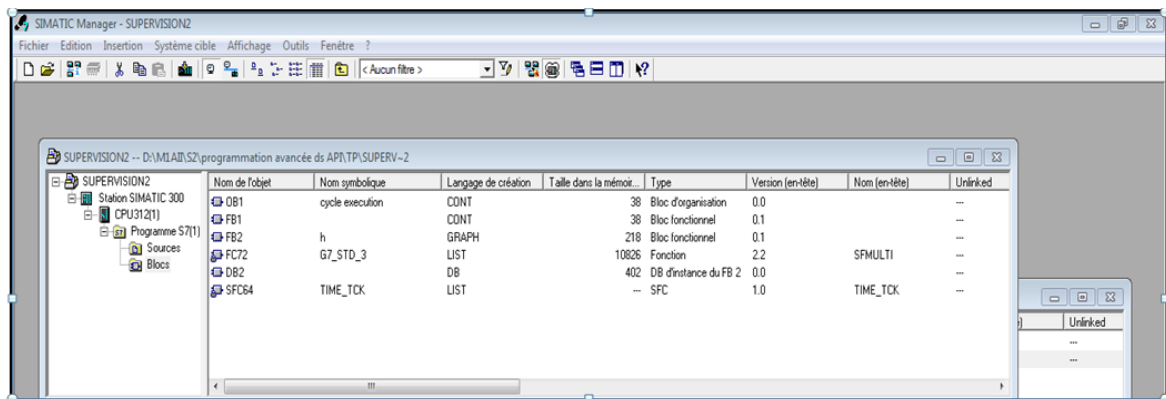 SIMATIC Manager - SUPERVISION2
Fichier Edition Insertion Système cible Affichage Outils Fenêtre ?
< Aucun filtre >
SUPERVISION2 -- D:\M1AII\S2\programmation avancée ds API\TP\SUPERV~2
SUPERVISION2
Station SIMATIC 300
CPU312(1)
Programme S7(1)
Sources
Blocs
Nom de l'objet Nom symbolique Langage de création Taille dans la mémoir... Type Version (en-tête) Nom (en-tête) Unlinked
OB1 cycle execution CONT 38 Bloc d'organisation 0.0 ---
FB1 CONT 38 Bloc fonctionnel 0.1 ---
FB2 h GRAPH 218 Bloc fonctionnel 0.1 ---
FC72 G7_STD_3 LIST 10826 Fonction 2.2 SFMULTI ---
DB2 DB 402 DB d'instance du FB 2 0.0 ---
SFC64 TIME_TCK LIST --- SFC 1.0 TIME_TCK ---
Unlinked
---
---